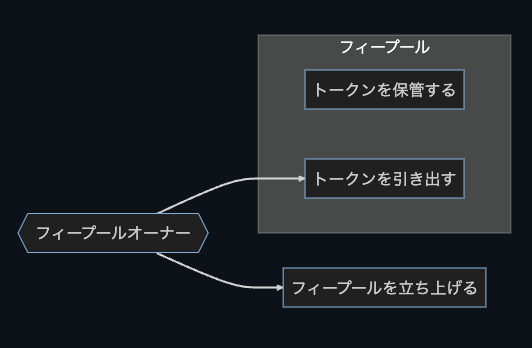 フィープール
トークンを保管する
トークンを引き出す
フィープールオーナー
フィープールを立ち上げる